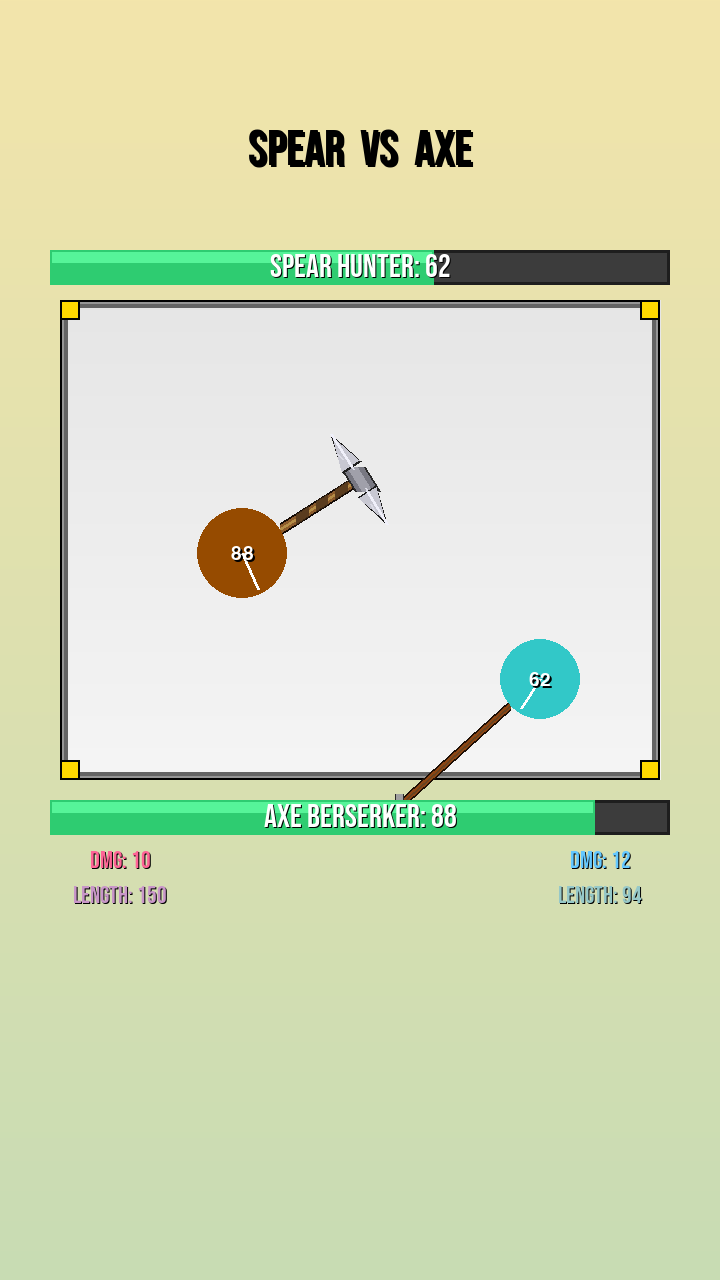 SPEAR VS AXE
SPEAR HUNTER: 62
88
62
AXE BERSERKER: 88
DMG: 10
DMG: 12
LENGTH: 150
LENGTH: 94